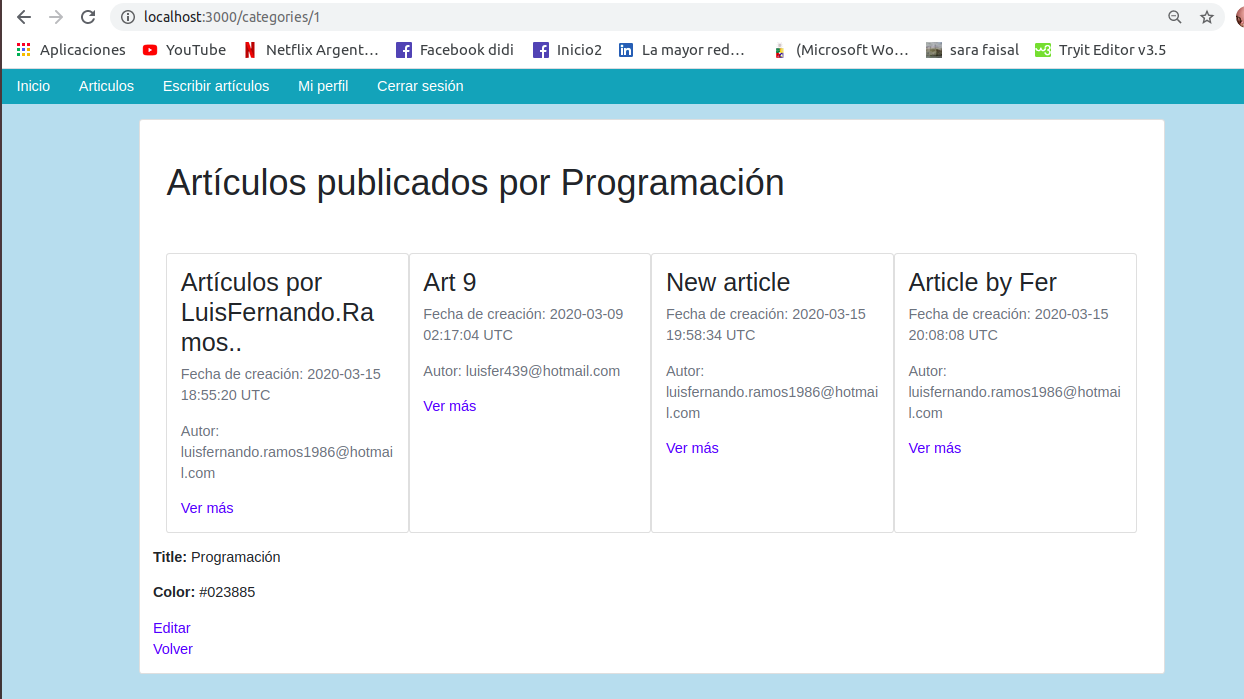 localhost:3000/categories/1
Aplicaciones YouTube Netflix Argent... Facebook didi Inicio2 La mayor red... (Microsoft Wo... sara faisal Tryit Editor v3.5
Inicio Articulos Escribir artículos Mi perfil Cerrar sesión
Artículos publicados por Programación
Artículos por
LuisFernando.Ra
mos..
Fecha de creación: 2020-03-15
18:55:20 UTC
Autor:
luisfernando.ramos1986@hotmai
l.com
Ver más
Art 9
Fecha de creación: 2020-03-09
02:17:04 UTC
Autor: luisfer439@hotmail.com
Ver más
New article
Fecha de creación: 2020-03-15
19:58:34 UTC
Autor:
luisfernando.ramos1986@hotmai
l.com
Ver más
Article by Fer
Fecha de creación: 2020-03-15
20:08:08 UTC
Autor:
luisfernando.ramos1986@hotmai
l.com
Ver más
Title: Programación
Color: #023885
Editar
Volver